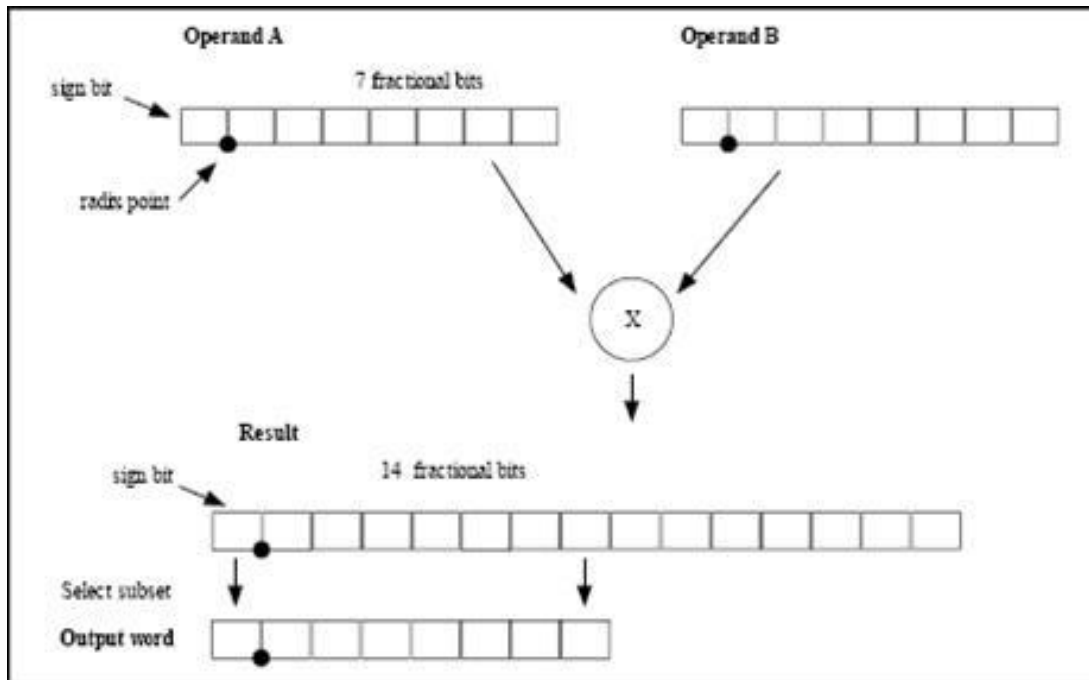 Operand A
Operand B
sign bit
7 fractional bits
radix point
X
Result
sign bit
14 fractional bits
Select subset
Output word